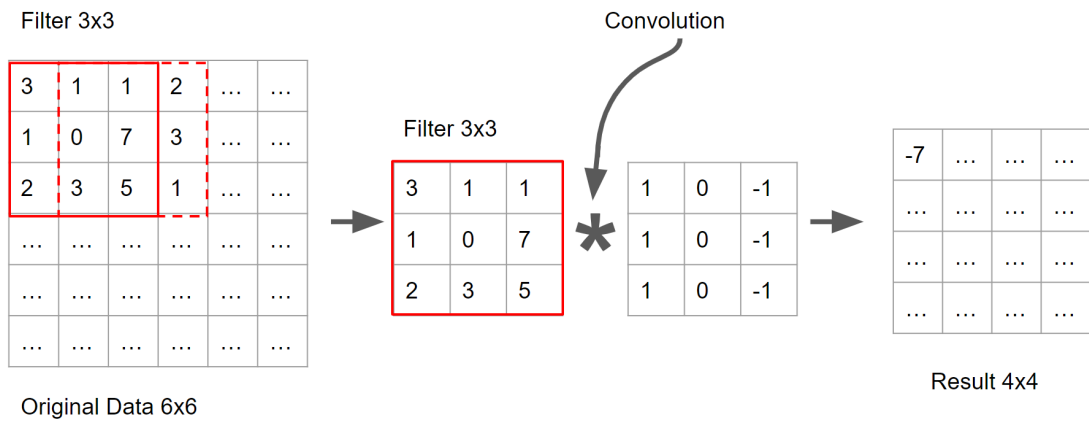 Filter 3x3
Convolution
3 1 1 2 ... ...
1 0 7 3 ... ...
2 3 5 1 ... ...
... ... ... ... ... ...
... ... ... ... ... ...
... ... ... ... ... ...
Original Data 6x6
Filter 3x3
3 1 1
1 0 7
2 3 5
*
1 0 -1
1 0 -1
1 0 -1
-7 ... ... ...
... ... ... ...
... ... ... ...
... ... ... ...
Result 4x4